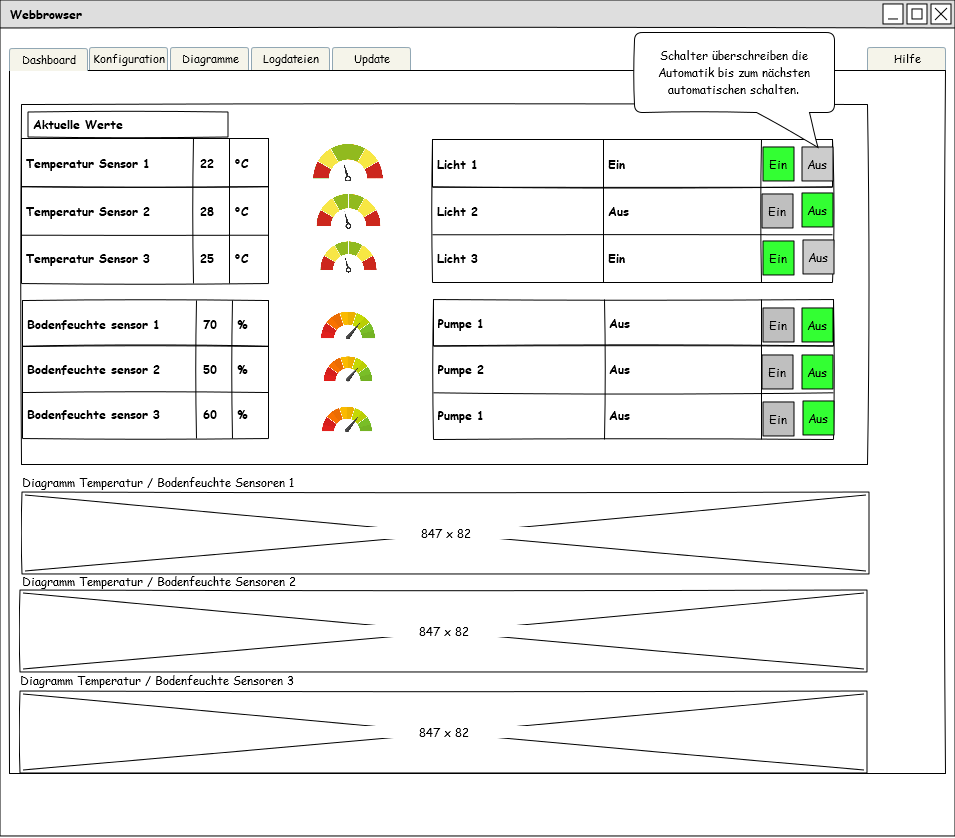 Webbrowser
Dashboard Konfiguration Diagramme Logdateien Update Hilfe
Schalter überschreiben die
Automatik bis zum nächsten
automatischen schalten.
Aktuelle Werte
Temperatur Sensor 1 22 °C Licht 1 Ein Ein Aus
Temperatur Sensor 2 28 °C Licht 2 Aus Ein Aus
Temperatur Sensor 3 25 °C Licht 3 Ein Ein Aus
Bodenfeuchte sensor 1 70 % Pumpe 1 Aus Ein Aus
Bodenfeuchte sensor 2 50 % Pumpe 2 Aus Ein Aus
Bodenfeuchte sensor 3 60 % Pumpe 1 Aus Ein Aus
Diagramm Temperatur / Bodenfeuchte Sensoren 1
847 x 82
Diagramm Temperatur / Bodenfeuchte Sensoren 2
847 x 82
Diagramm Temperatur / Bodenfeuchte Sensoren 3
847 x 82